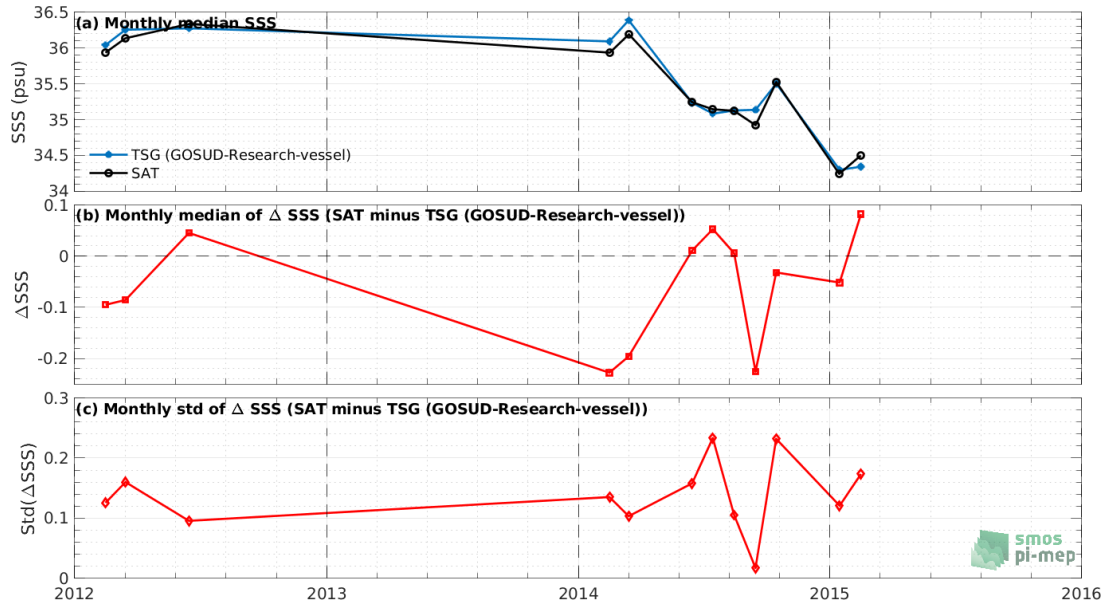 (a) Monthly median SSS
36.5
36
35.5
35
34.5
34
SSS (psu)
TSG (GOSUD-Research-vessel)
SAT
(b) Monthly median of Δ SSS (SAT minus TSG (GOSUD-Research-vessel))
0.1
0
-0.1
-0.2
ΔSSS
(c) Monthly std of Δ SSS (SAT minus TSG (GOSUD-Research-vessel))
0.3
0.2
0.1
0
Std(ΔSSS)
smos
pi-mep
2012 2013 2014 2015 2016